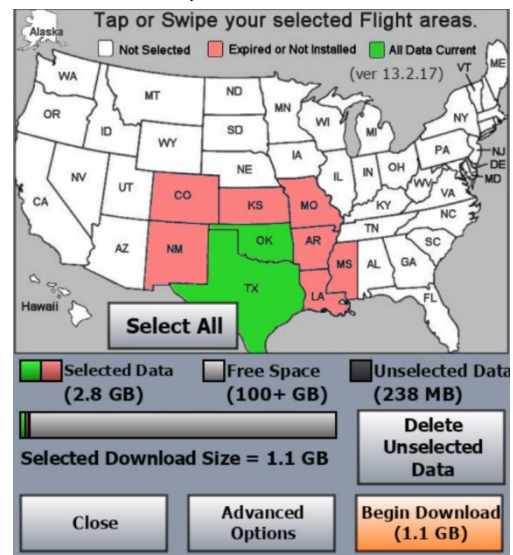 Tap or Swipe your selected Flight areas.
Alaska
Not Selected Expired or Not Installed All Data Current
(ver 13.2.17)
VT ME
WA MT ND MN WI MI NY
OR ID WY SD IA PA NJ
DE
MD
NV UT NE IL IN OH WV VA
CA CO KS MO KY NC
AZ NM OK AR TN SC
TX LA MS AL GA
FL
Hawaii
Select All
Selected Data Free Space Unselected Data
(2.8 GB) (100+ GB) (238 MB)
Selected Download Size = 1.1 GB
Delete
Unselected
Data
Close
Advanced
Options
Begin Download
(1.1 GB)